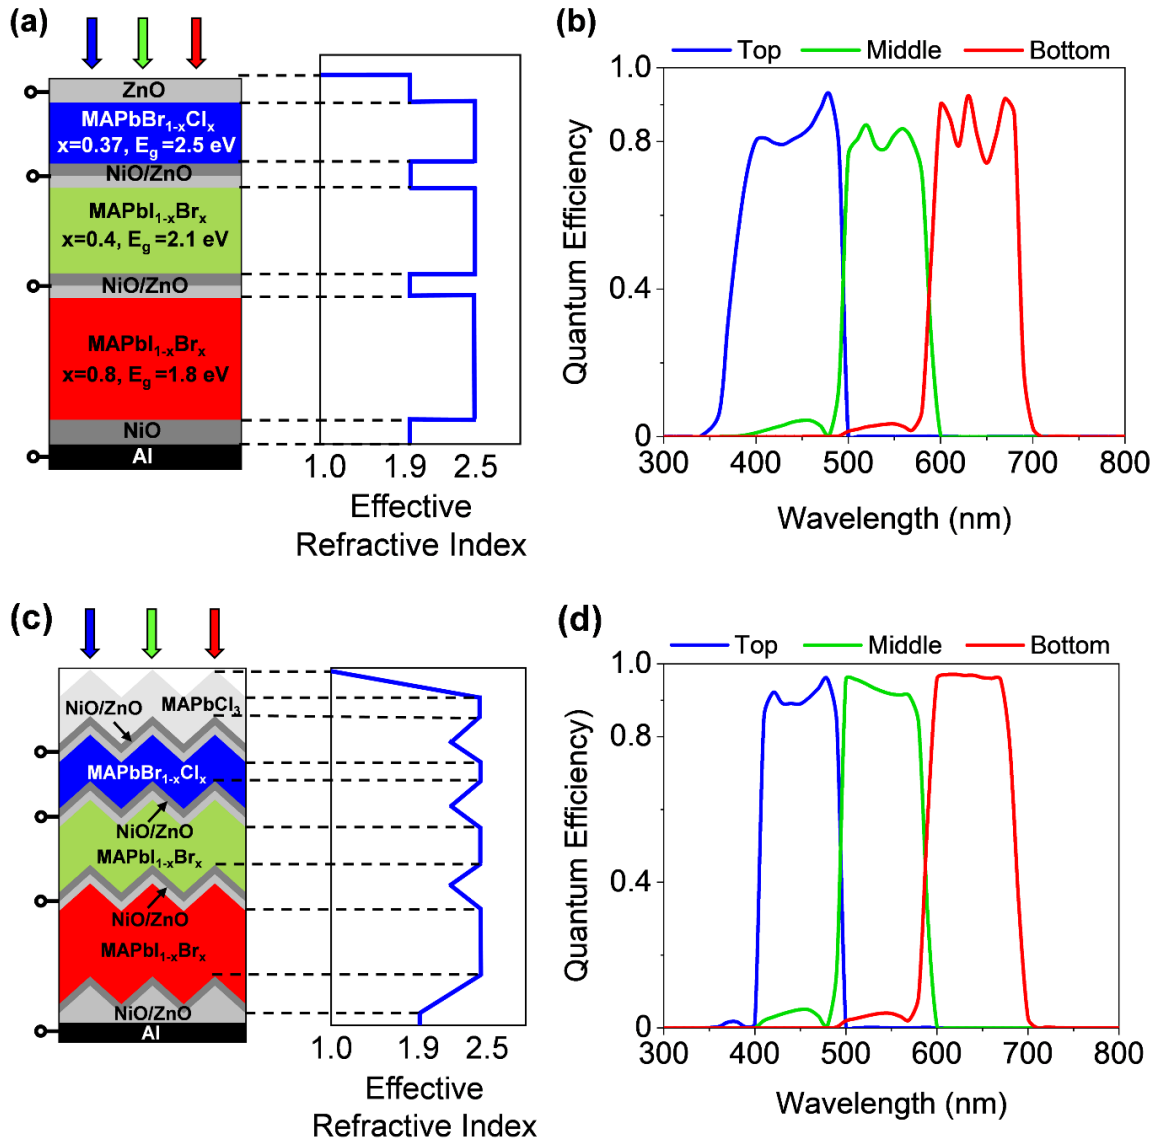 (a)
ZnO
MAPbBr₁₋ₓClₓ
x=0.37, E_g =2.5 eV
NiO/ZnO
MAPbI₁₋ₓBrₓ
x=0.4, E_g =2.1 eV
NiO/ZnO
MAPbI₁₋ₓBrₓ
x=0.8, E_g =1.8 eV
NiO
Al
1.0 1.9 2.5
Effective
Refractive Index
(b)
Top Middle Bottom
1.0
0.8
0.4
0
Quantum Efficiency
300 400 500 600 700 800
Wavelength (nm)
(c)
NiO/ZnO MAPbCl₃
MAPbBr₁₋ₓClₓ
NiO/ZnO
MAPbI₁₋ₓBrₓ
NiO/ZnO
MAPbI₁₋ₓBrₓ
NiO/ZnO
Al
1.0 1.9 2.5
Effective
Refractive Index
(d)
Top Middle Bottom
1.0
0.8
0.4
0
Quantum Efficiency)
300 400 500 600 700 800
Wavelength (nm)